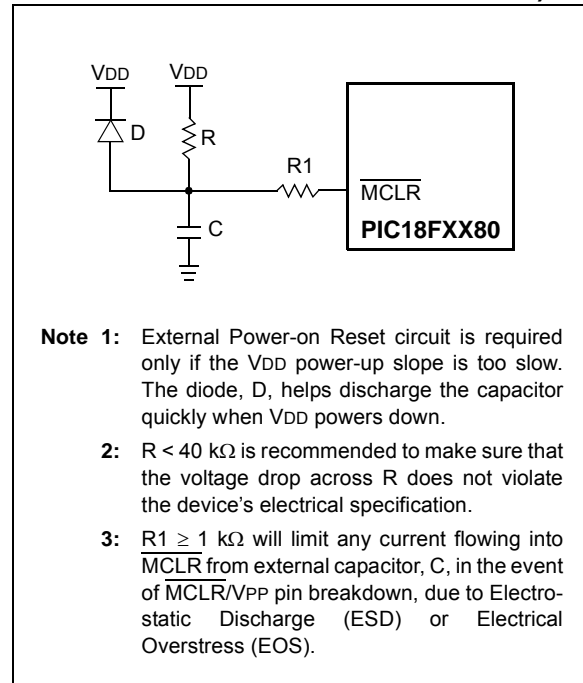 VDD VDD
D
R
R1
MCLR
PIC18FXX80
C
Note 1: External Power-on Reset circuit is required
only if the VDD power-up slope is too slow.
The diode, D, helps discharge the capacitor
quickly when VDD powers down.
2: R < 40 kΩ is recommended to make sure that
the voltage drop across R does not violate
the device's electrical specification.
3: R1 ≥ 1 kΩ will limit any current flowing into
MCLR from external capacitor, C, in the event
of MCLR/VPP pin breakdown, due to Electro-
static Discharge (ESD) or Electrical
Overstress (EOS).